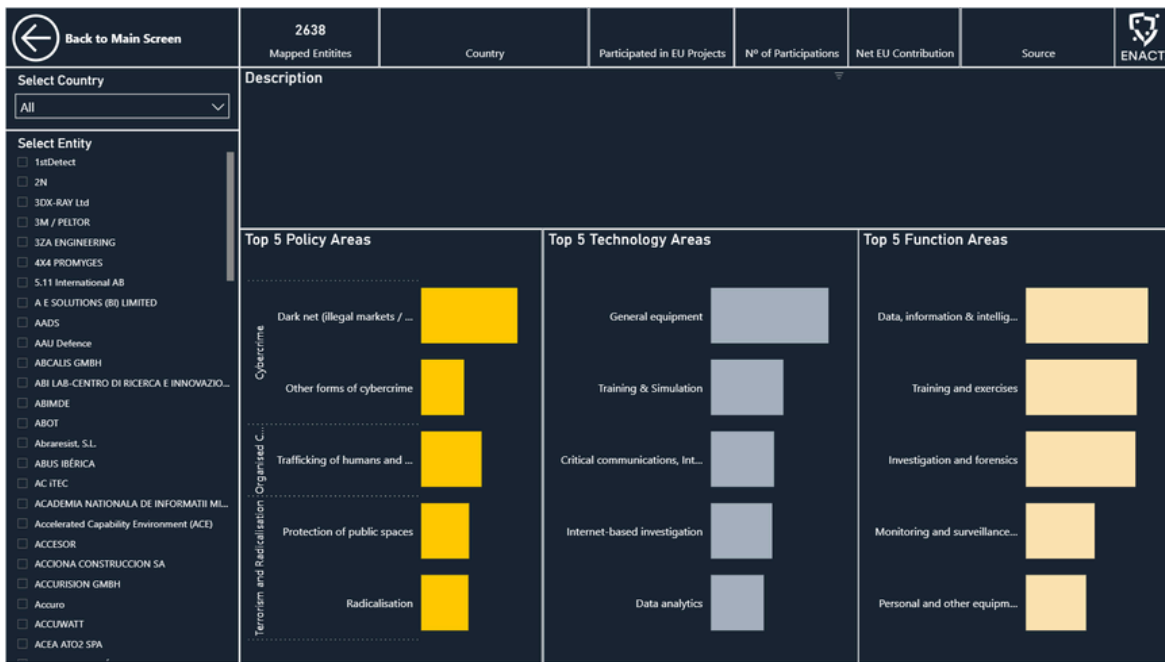 Back to Main Screen
2638
Mapped Entitites
Country
Participated in EU Projects
Nº of Participations
Net EU Contribution
Source
ENACT
Select Country
All
Select Entity
1stDetect
2N
3DX-RAY Ltd
3M / PELTOR
3ZA ENGINEERING
4X4 PROMYGES
5.11 International AB
A E SOLUTIONS (BI) LIMITED
AADS
AAU Defence
ABCALIS GMBH
ABI LAB-CENTRO DI RICERCA E INNOVAZIO...
ABIMDE
ABOT
Abraresist, S.L.
ABUS IBÉRICA
AC iTEC
ACADEMIA NATIONALA DE INFORMATII MI...
Accelerated Capability Environment (ACE)
ACCESOR
ACCIONA CONSTRUCCION SA
ACCURISION GMBH
Accuro
ACCUWATT
ACEA ATO2 SPA
Description
Top 5 Policy Areas
Cybercrime
Dark net (illegal markets / ...
Other forms of cybercrime
Organised C...
Trafficking of humans and ...
Terrorism and Radicalisation
Protection of public spaces
Radicalisation
Top 5 Technology Areas
General equipment
Training & Simulation
Critical communications, Int...
Internet-based investigation
Data analytics
Top 5 Function Areas
Data, information & intellig...
Training and exercises
Investigation and forensics
Monitoring and surveillance...
Personal and other equipm...